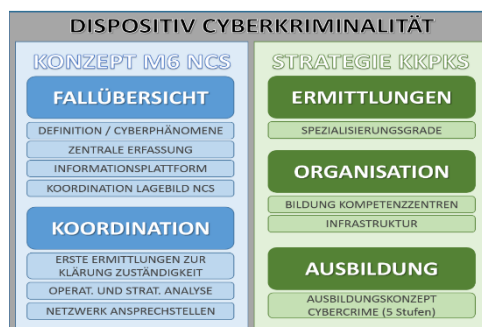 DISPOSITIV CYBERKRIMINALITÄT
KONZEPT M6 NCS
FALLÜBERSICHT
DEFINITION / CYBERPHÄNOMENE
ZENTRALE ERFASSUNG
INFORMATIONSPLATTFORM
KOORDINATION LAGEBILD NCS
KOORDINATION
ERSTE ERMITTLUNGEN ZUR
KLÄRUNG ZUSTÄNDIGKEIT
OPERAT. UND STRAT. ANALYSE
NETZWERK ANSPRECHSTELLEN
STRATEGIE KKPKS
ERMITTLUNGEN
SPEZIALISIERUNGSGRADE
ORGANISATION
BILDUNG KOMPETENZZENTREN
INFRASTRUKTUR
AUSBILDUNG
AUSBILDUNGSKONZEPT
CYBERCRIME (5 Stufen)